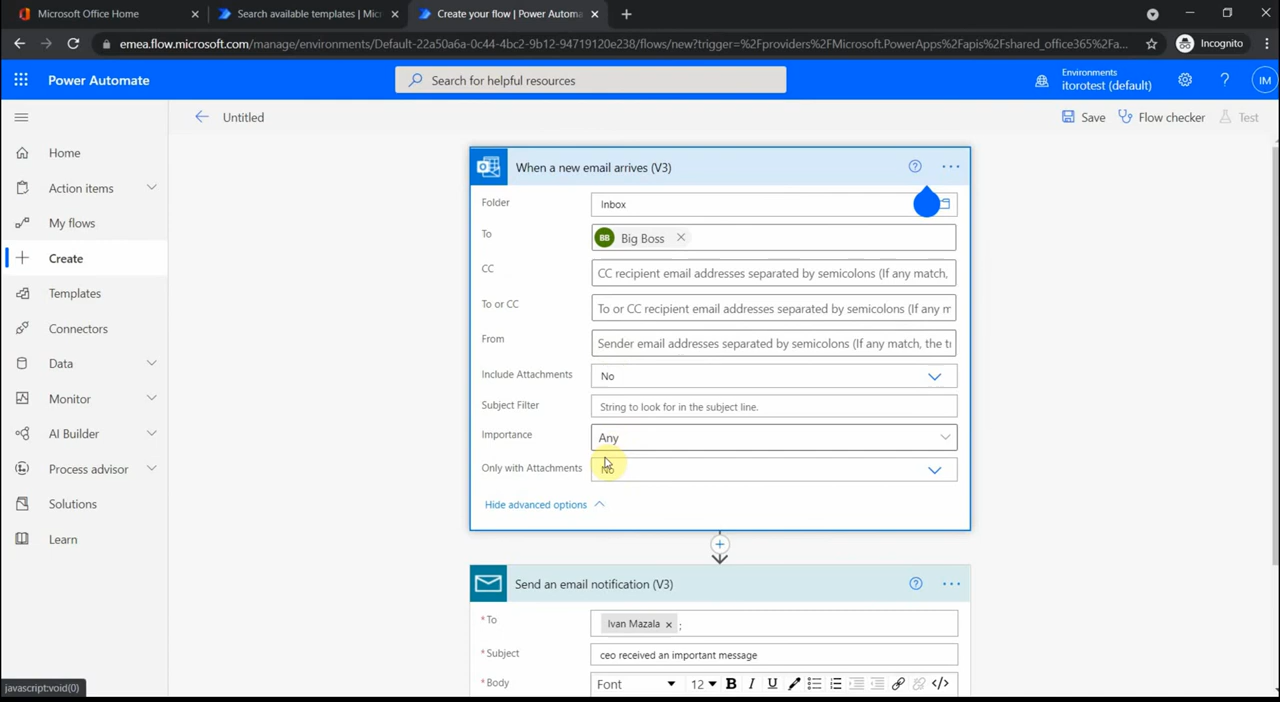 Microsoft Office Home
Search available templates | Micr
Create your flow | Power Automa
emea.flow.microsoft.com/manage/environments/Default-22a50a6a-0c44-4bc2-9b12-94719120e238/flows/new?trigger=%2Fproviders%2FMicrosoft.PowerApps%2Fapis%2Fshared_office365%2Fa...
Incognito
Power Automate
Search for helpful resources
Environments
itorotest (default)
IM
Untitled
Save
Flow checker
Test
Home
Action items
My flows
Create
Templates
Connectors
Data
Monitor
AI Builder
Process advisor
Solutions
Learn
When a new email arrives (V3)
Folder
Inbox
To
BB Big Boss
CC
CC recipient email addresses separated by semicolons (If any match,
To or CC
To or CC recipient email addresses separated by semicolons (If any m
From
Sender email addresses separated by semicolons (If any match, the tr
Include Attachments
No
Subject Filter
String to look for in the subject line.
Importance
Any
Only with Attachments
No
Hide advanced options
Send an email notification (V3)
* To
Ivan Mazala ;
* Subject
ceo received an important message
* Body
Font 12 B I U </>
javascript:void(0)